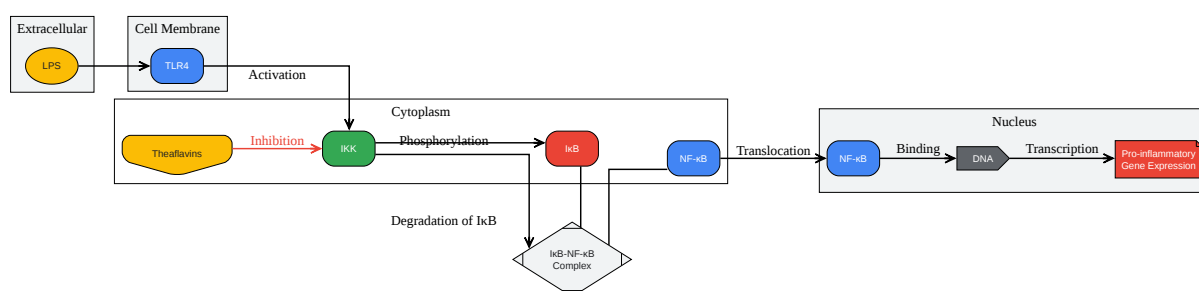 Extracellular
LPS
Cell Membrane
TLR4
Activation
Cytoplasm
Theaflavins
Inhibition
IKK
Phosphorylation
IκB
NF-κB
Translocation
Nucleus
NF-κB
Binding
DNA
Transcription
Pro-inflammatory
Gene Expression
Degradation of IκB
IκB-NF-κB
Complex